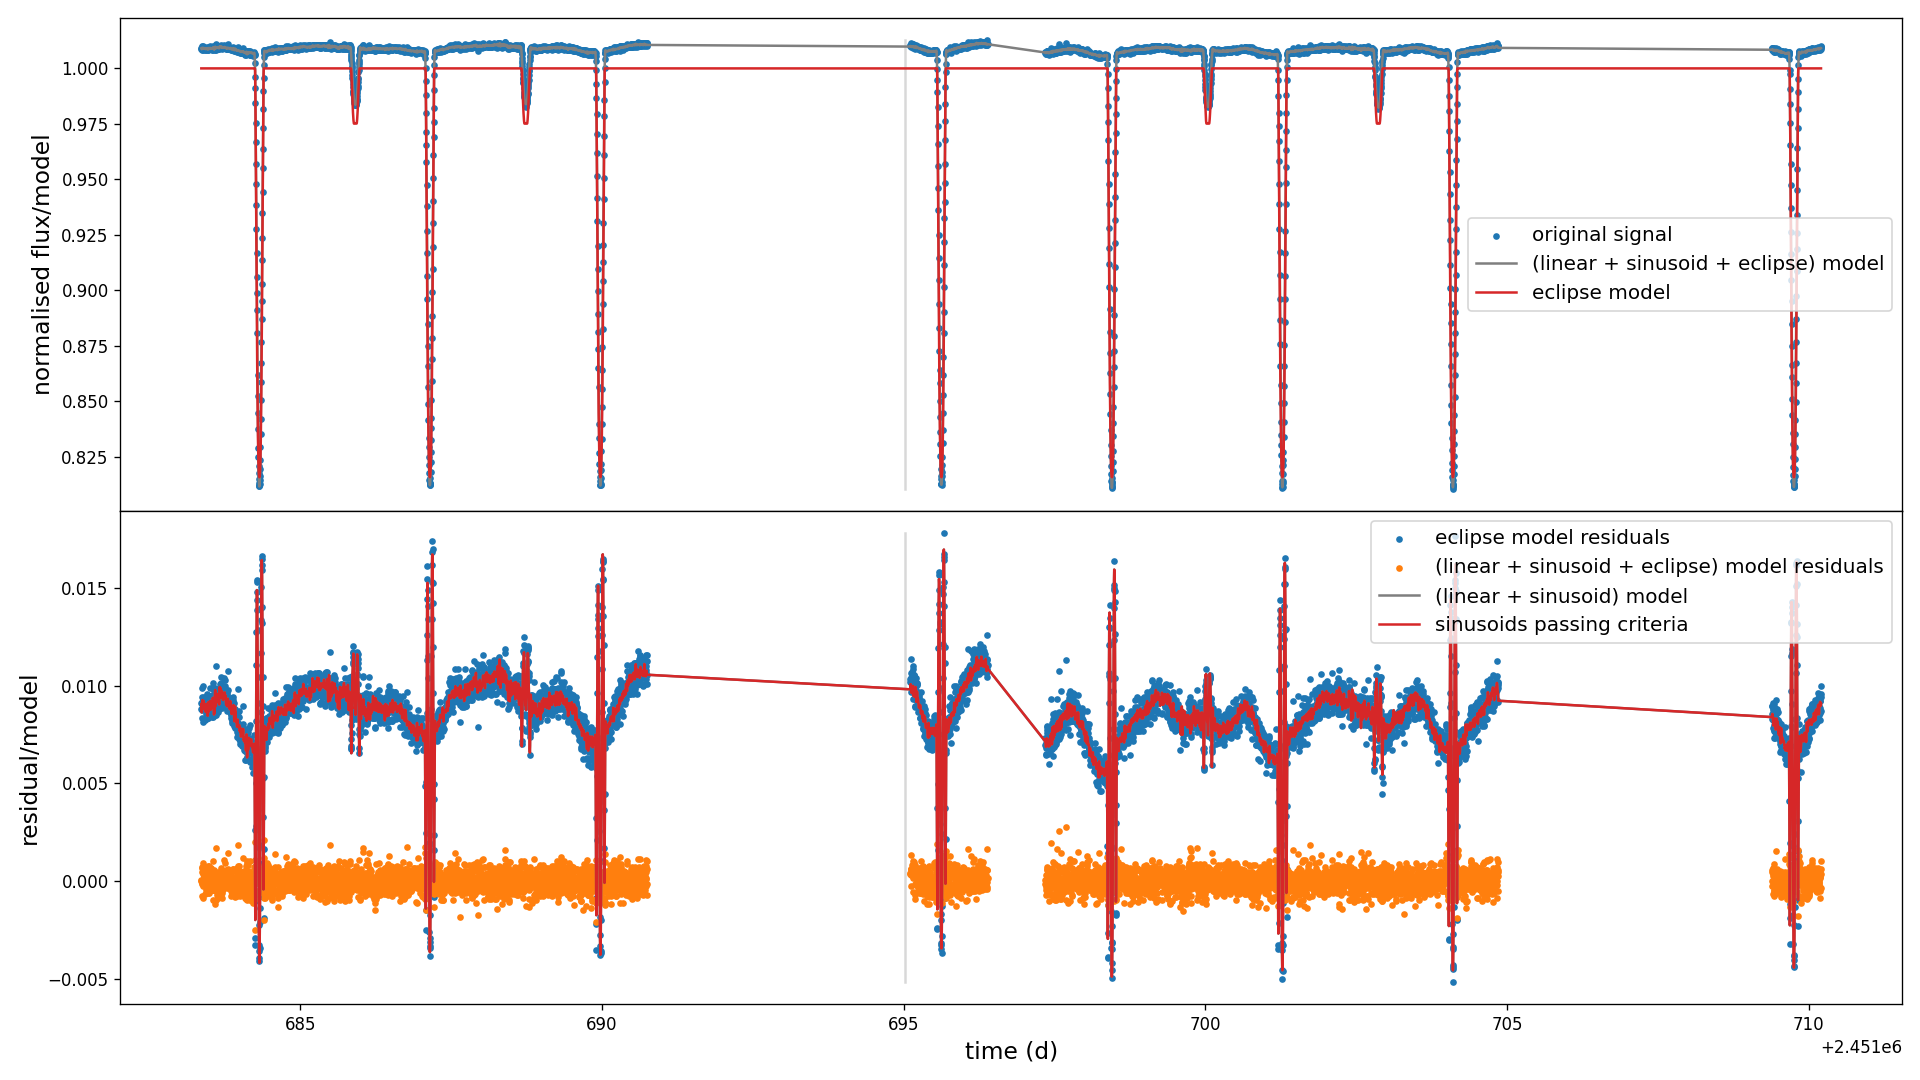 normalised flux/model
1.000
0.975
0.950
0.925
0.900
0.875
0.850
0.825
original signal
(linear + sinusoid + eclipse) model
eclipse model
residual/model
0.015
0.010
0.005
0.000
−0.005
eclipse model residuals
(linear + sinusoid + eclipse) model residuals
(linear + sinusoid) model
sinusoids passing criteria
685 690 695 700 705 710
+2.451e6
time (d)